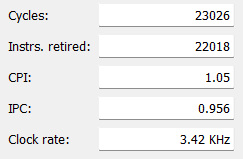 Cycles: 23026
Instrs. retired: 22018
CPI: 1.05
IPC: 0.956
Clock rate: 3.42 KHz